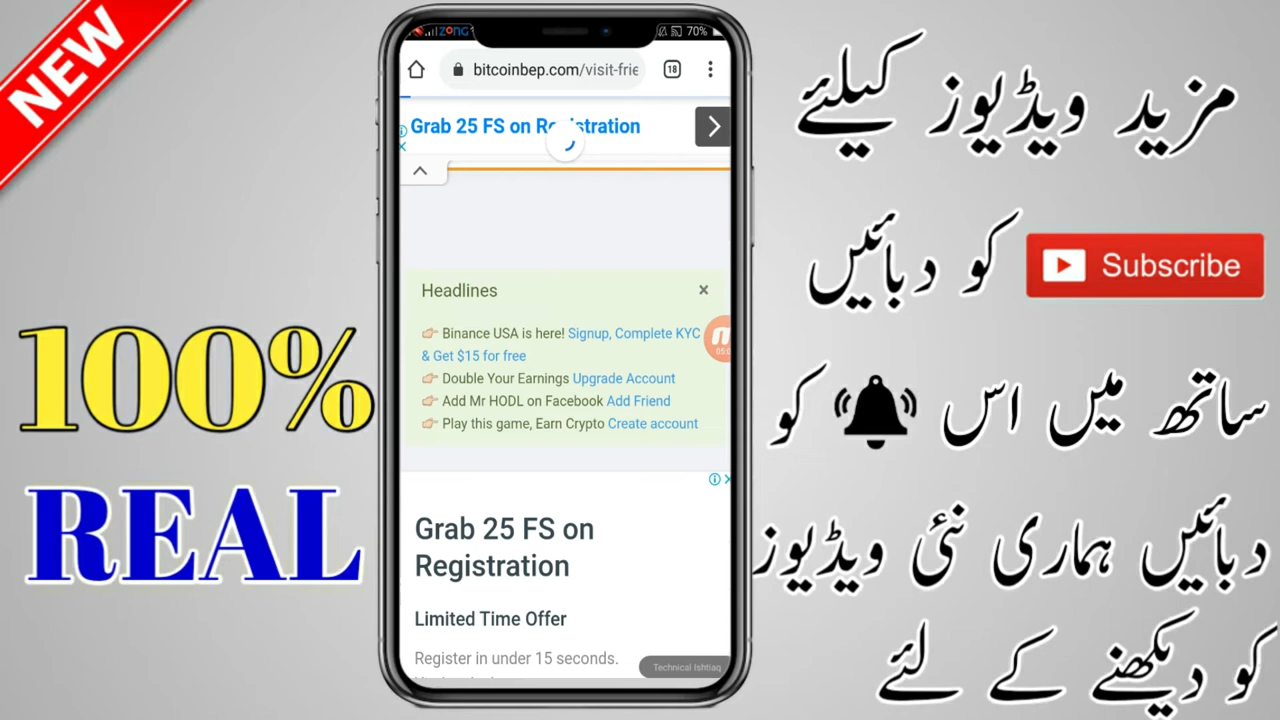 NEW
100%
REAL
ZONG
70%
bitcoinbep.com/visit-frie
18
Grab 25 FS on Re
stration
Headlines
Binance USA is here! Signup, Complete KYC
& Get $15 for free
Double Your Earnings Upgrade Account
Add Mr HODL on Facebook Add Friend
Play this game, Earn Crypto Create account
Grab 25 FS on
Registration
Limited Time Offer
Register in under 15 seconds.
Technical Ishtiaq
مزید ویڈیوز کیلئے
Subscribe کو دبائیں
ساتھ میں اس کو
دبائیں ہماری نئی ویڈیوز
کو دیکھنے کے لئے